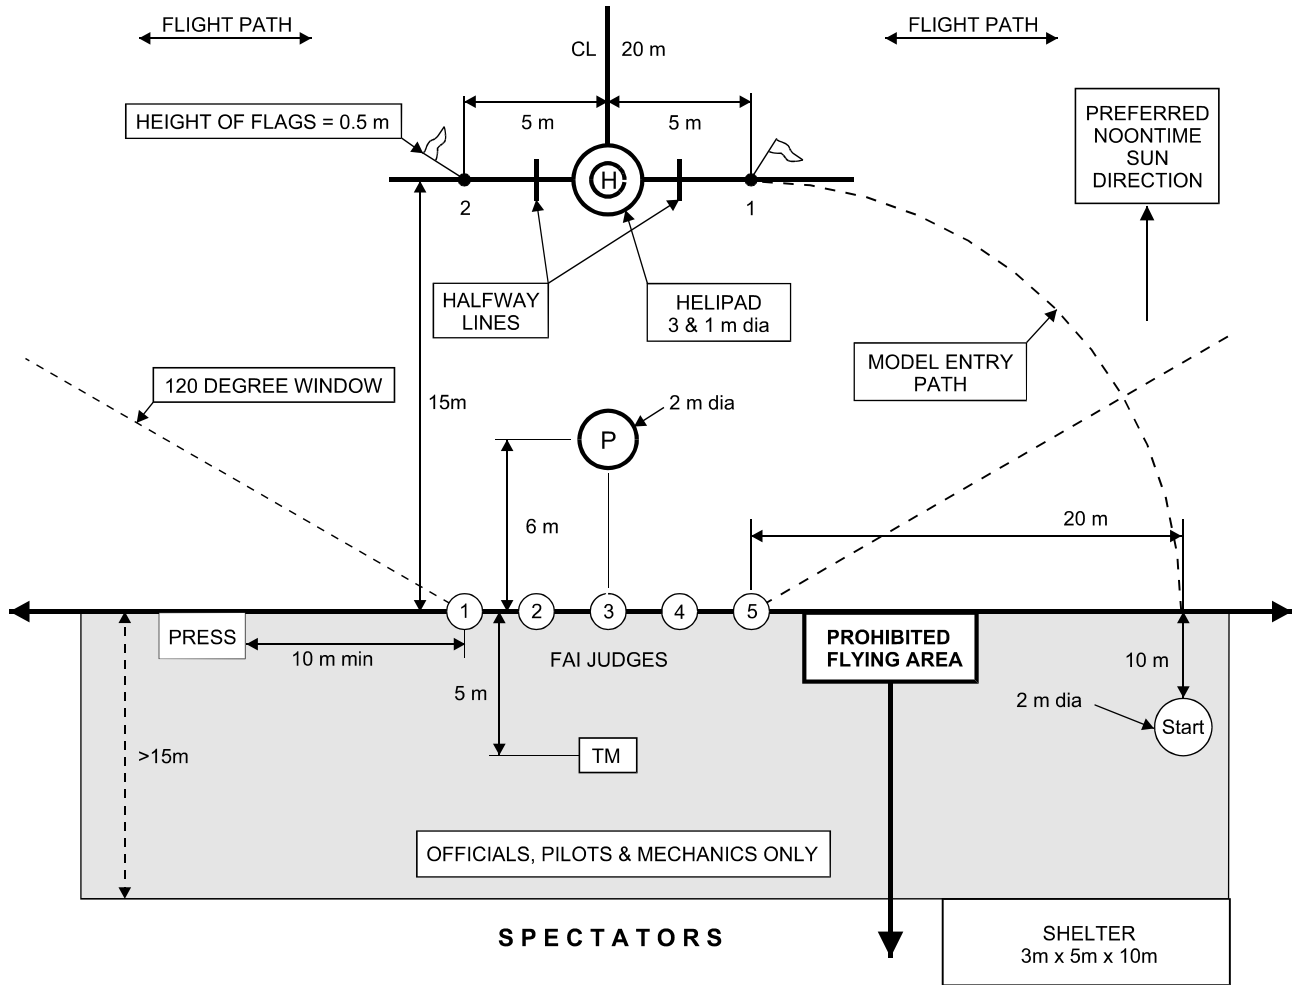 FLIGHT PATH
FLIGHT PATH
CL
20 m
HEIGHT OF FLAGS = 0.5 m
5 m
5 m
PREFERRED
NOONTIME
SUN
DIRECTION
H
2
1
HALFWAY
LINES
HELIPAD
3 & 1 m dia
MODEL ENTRY
PATH
120 DEGREE WINDOW
15m
2 m dia
P
6 m
20 m
1
2
3
4
5
PRESS
10 m min
FAI JUDGES
PROHIBITED
FLYING AREA
10 m
5 m
2 m dia
Start
>15m
TM
OFFICIALS, PILOTS & MECHANICS ONLY
SPECTATORS
SHELTER
3m x 5m x 10m